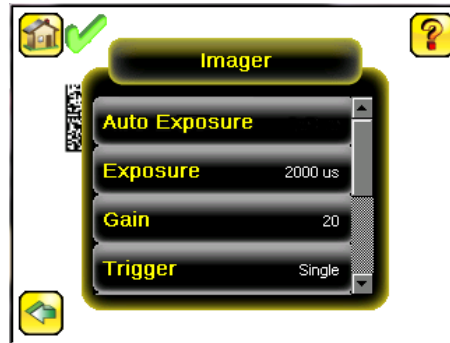 Imager
Auto Exposure
Exposure 2000 us
Gain 20
Trigger Single